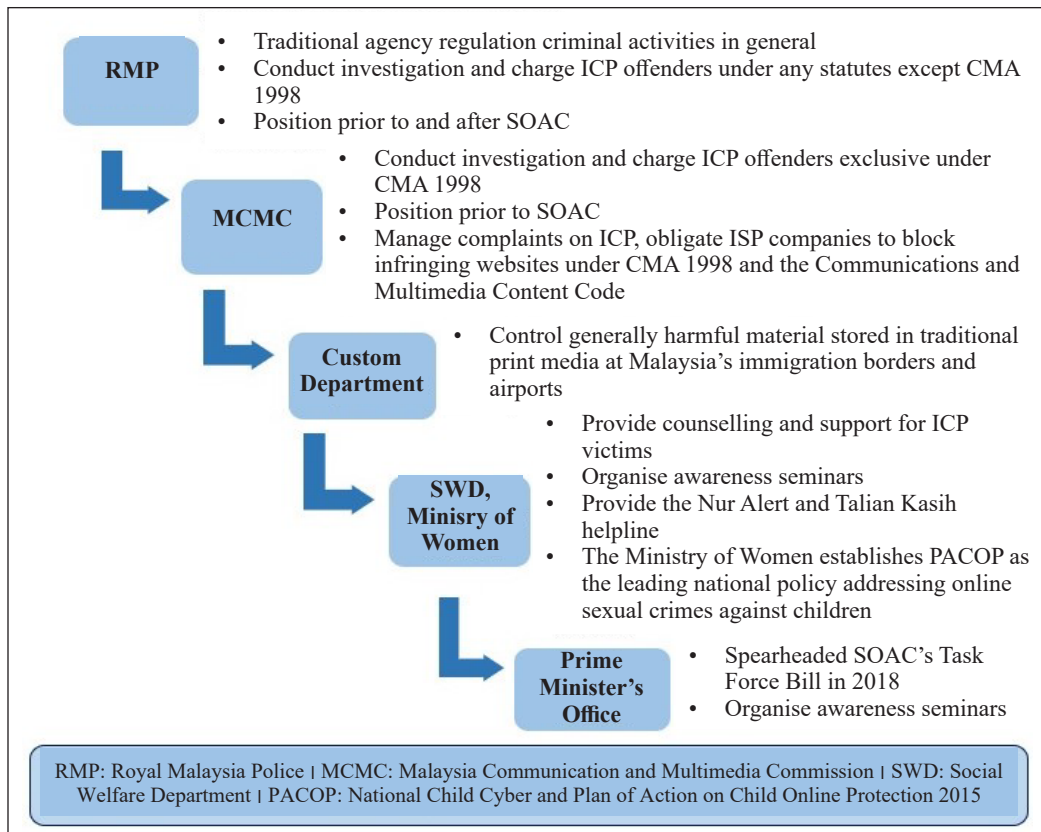 RMP
• Traditional agency regulation criminal activities in general
• Conduct investigation and charge ICP offenders under any statutes except CMA
1998
• Position prior to and after SOAC
MCMC
• Conduct investigation and charge ICP offenders exclusive under
CMA 1998
• Position prior to SOAC
• Manage complaints on ICP, obligate ISP companies to block
infringing websites under CMA 1998 and the Communications and
Multimedia Content Code
Custom
Department
• Control generally harmful material stored in traditional
print media at Malaysia’s immigration borders and
airports
SWD,
Minisry of
Women
• Provide counselling and support for ICP
victims
• Organise awareness seminars
• Provide the Nur Alert and Talian Kasih
helpline
• The Ministry of Women establishes PACOP as
the leading national policy addressing online
sexual crimes against children
Prime
Minister’s
Office
• Spearheaded SOAC’s Task
Force Bill in 2018
• Organise awareness seminars
RMP: Royal Malaysia Police | MCMC: Malaysia Communication and Multimedia Commission | SWD: Social
Welfare Department | PACOP: National Child Cyber and Plan of Action on Child Online Protection 2015